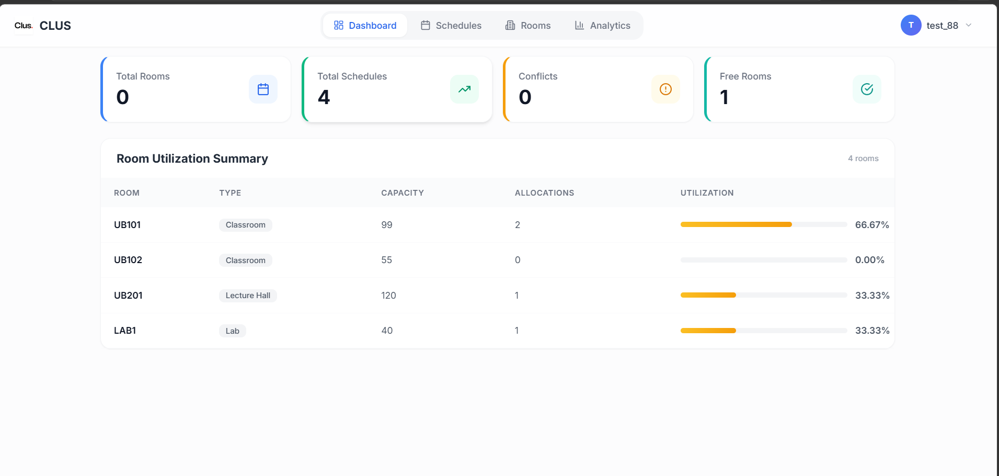 Clus. CLUS Dashboard Schedules Rooms Analytics T test_88
Total Rooms
0
Total Schedules
4
Conflicts
0
Free Rooms
1
Room Utilization Summary 4 rooms
ROOM TYPE CAPACITY ALLOCATIONS UTILIZATION
UB101 Classroom 99 2 66.67%
UB102 Classroom 55 0 0.00%
UB201 Lecture Hall 120 1 33.33%
LAB1 Lab 40 1 33.33%